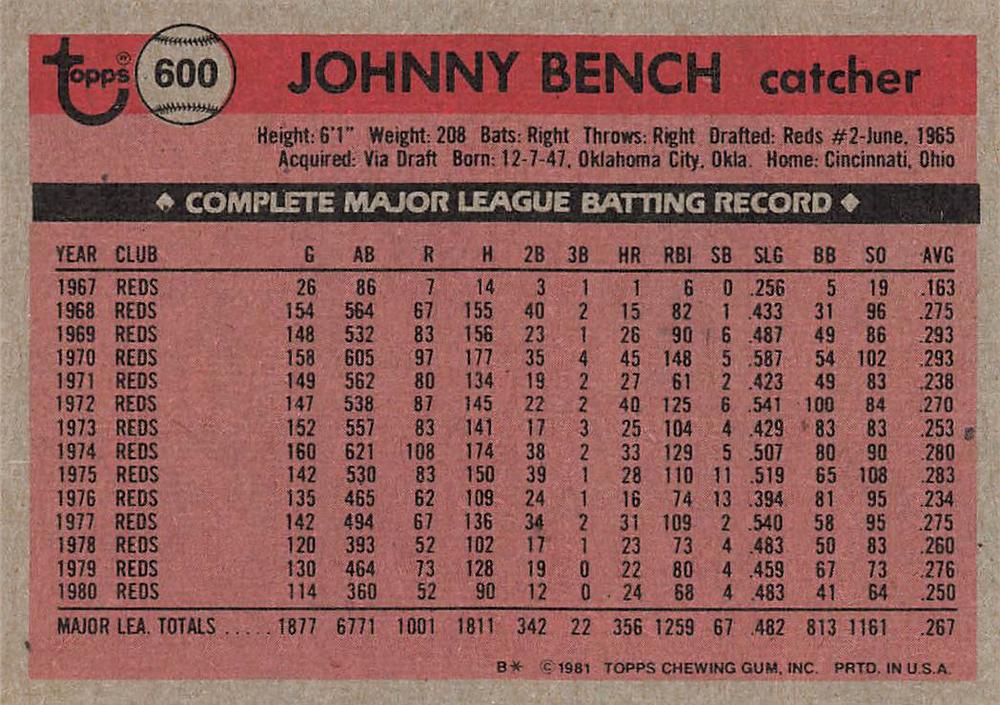 topps® 600 JOHNNY BENCH catcher
Height: 6'1" Weight: 208 Bats: Right Throws: Right Drafted: Reds #2-June, 1965
Acquired: Via Draft Born: 12-7-47, Oklahoma City, Okla. Home: Cincinnati, Ohio
♦ COMPLETE MAJOR LEAGUE BATTING RECORD ♦
YEAR CLUB G AB R H 2B 3B HR RBI SB SLG BB SO AVG
1967 REDS 26 86 7 14 3 1 1 6 0 .256 5 19 .163
1968 REDS 154 564 67 155 40 2 15 82 1 .433 31 96 .275
1969 REDS 148 532 83 156 23 1 26 90 6 .487 49 86 .293
1970 REDS 158 605 97 177 35 4 45 148 5 .587 54 102 .293
1971 REDS 149 562 80 134 19 2 27 61 2 .423 49 83 .238
1972 REDS 147 538 87 145 22 2 40 125 6 .541 100 84 .270
1973 REDS 152 557 83 141 17 3 25 104 4 .429 83 83 .253
1974 REDS 160 621 108 174 38 2 33 129 5 .507 80 90 .280
1975 REDS 142 530 83 150 39 1 28 110 11 .519 65 108 .283
1976 REDS 135 465 62 109 24 1 16 74 13 .394 81 95 .234
1977 REDS 142 494 67 136 34 2 31 109 2 .540 58 95 .275
1978 REDS 120 393 52 102 17 1 23 73 4 .483 50 83 .260
1979 REDS 130 464 73 128 19 0 22 80 4 .459 67 73 .276
1980 REDS 114 360 52 90 12 0 24 68 4 .483 41 64 .250
MAJOR LEA. TOTALS ..... 1877 6771 1001 1811 342 22 356 1259 67 .482 813 1161 .267
B* ©1981 TOPPS CHEWING GUM, INC. PRTD. IN U.S.A.